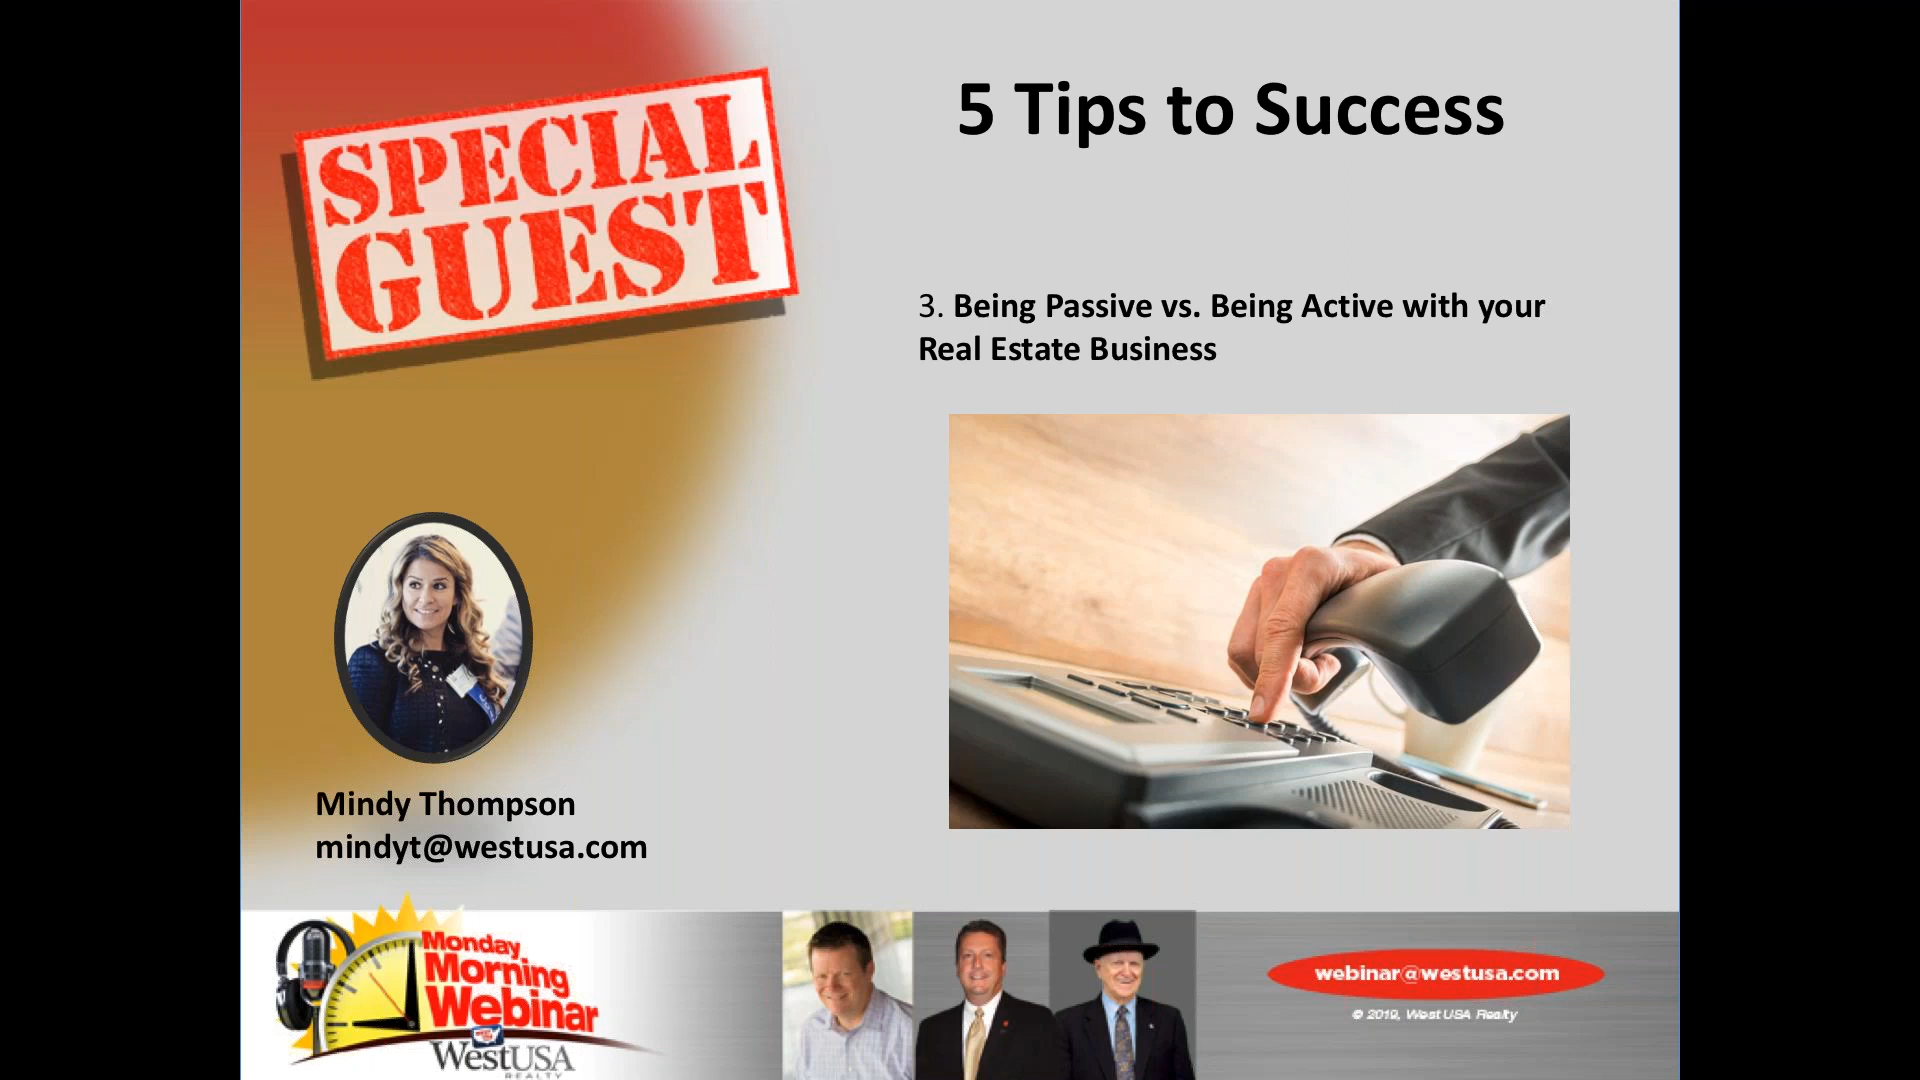 SPECIAL
GUEST
5 Tips to Success
3. Being Passive vs. Being Active with your
Real Estate Business
Mindy Thompson
mindyt@westusa.com
Monday
Morning
Webinar
WestUSA
REALTY
webinar@westusa.com
© 2019, West USA Realty